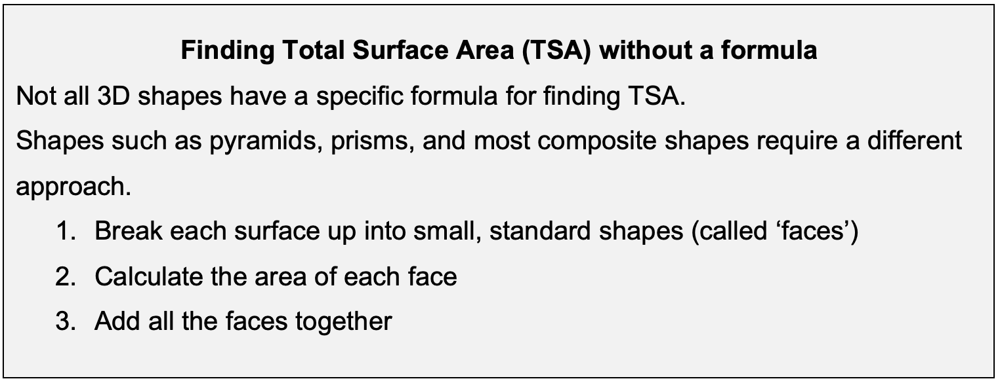 Finding Total Surface Area (TSA) without a formula
Not all 3D shapes have a specific formula for finding TSA.
Shapes such as pyramids, prisms, and most composite shapes require a different
approach.
1. Break each surface up into small, standard shapes (called ‘faces’)
2. Calculate the area of each face
3. Add all the faces together